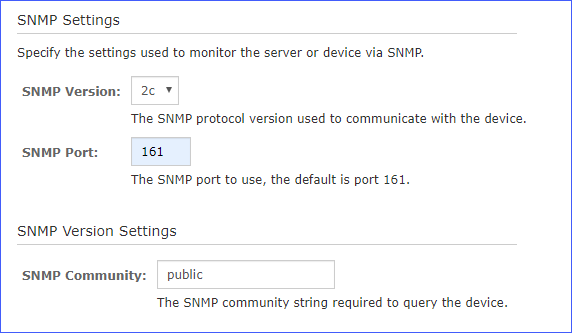 SNMP Settings
Specify the settings used to monitor the server or device via SNMP.
SNMP Version: 2c
The SNMP protocol version used to communicate with the device.
SNMP Port: 161
The SNMP port to use, the default is port 161.
SNMP Version Settings
SNMP Community: public
The SNMP community string required to query the device.